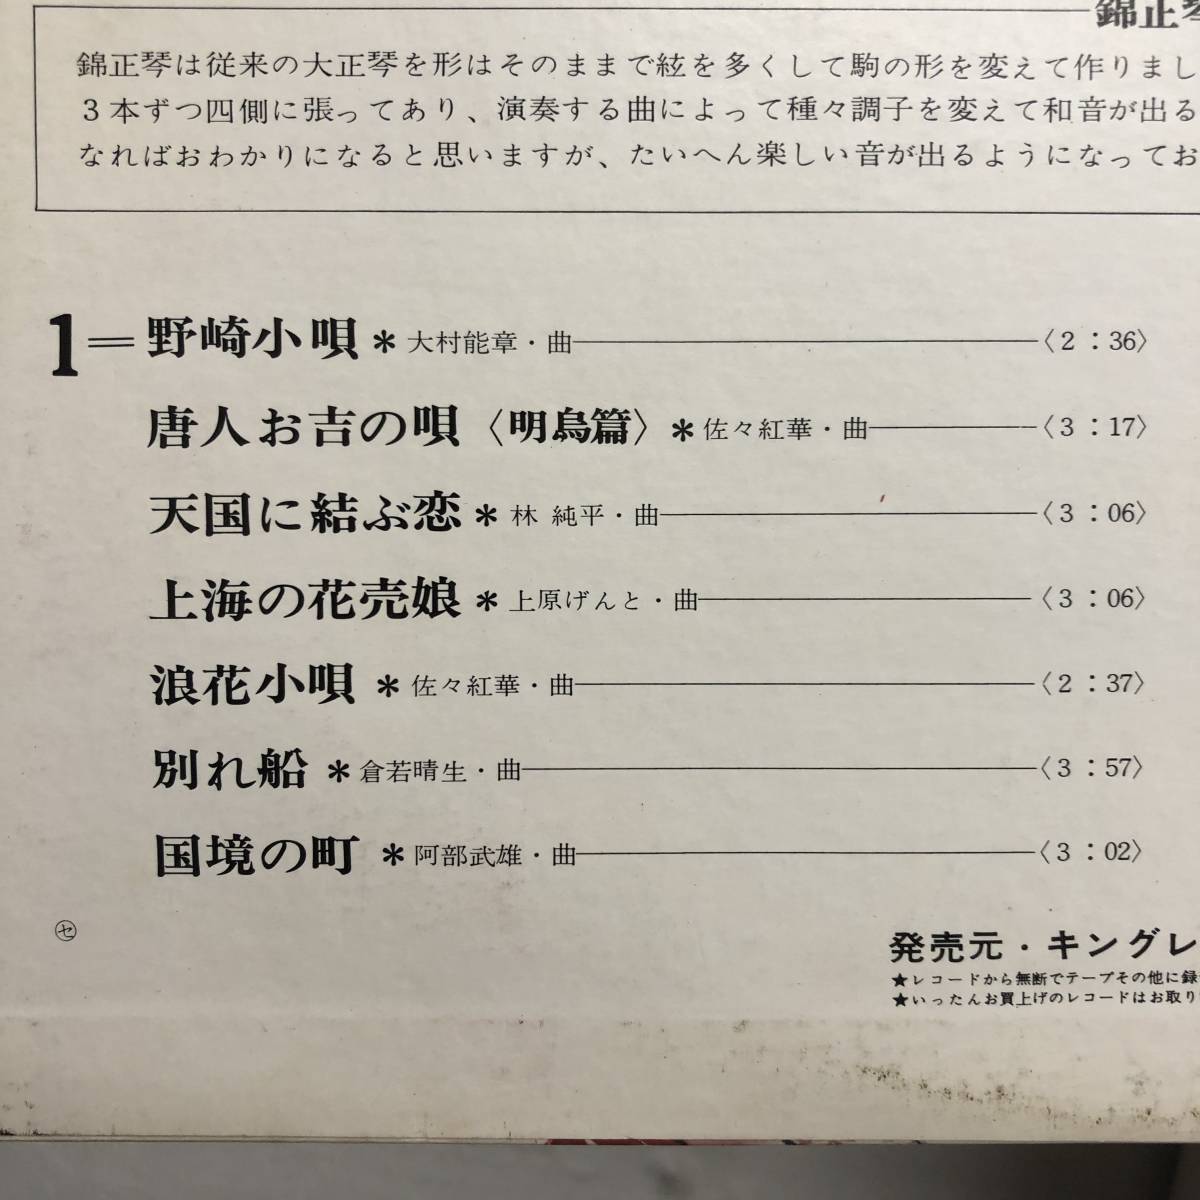 錦正琴
錦正琴は従来の大正琴を形はそのままで絃を多くして駒の形を変えて作りまし
3本ずつ四側に張ってあり、演奏する曲によって種々調子を変えて和音が出る
なればおわかりになると思いますが、たいへん楽しい音が出るようになってお
1＝野崎小唄＊大村能章・曲――〈2：36〉
唐人お吉の唄〈明烏篇〉＊佐々紅華・曲――〈3：17〉
天国に結ぶ恋＊林 純平・曲――〈3：06〉
上海の花売娘＊上原げんと・曲――〈3：06〉
浪花小唄＊佐々紅華・曲――〈2：37〉
別れ船＊倉若晴生・曲――〈3：57〉
国境の町＊阿部武雄・曲――〈3：02〉
㋝
発売元・キングレ
★レコードから無断でテープその他に録
★いったんお買上げのレコードはお取り